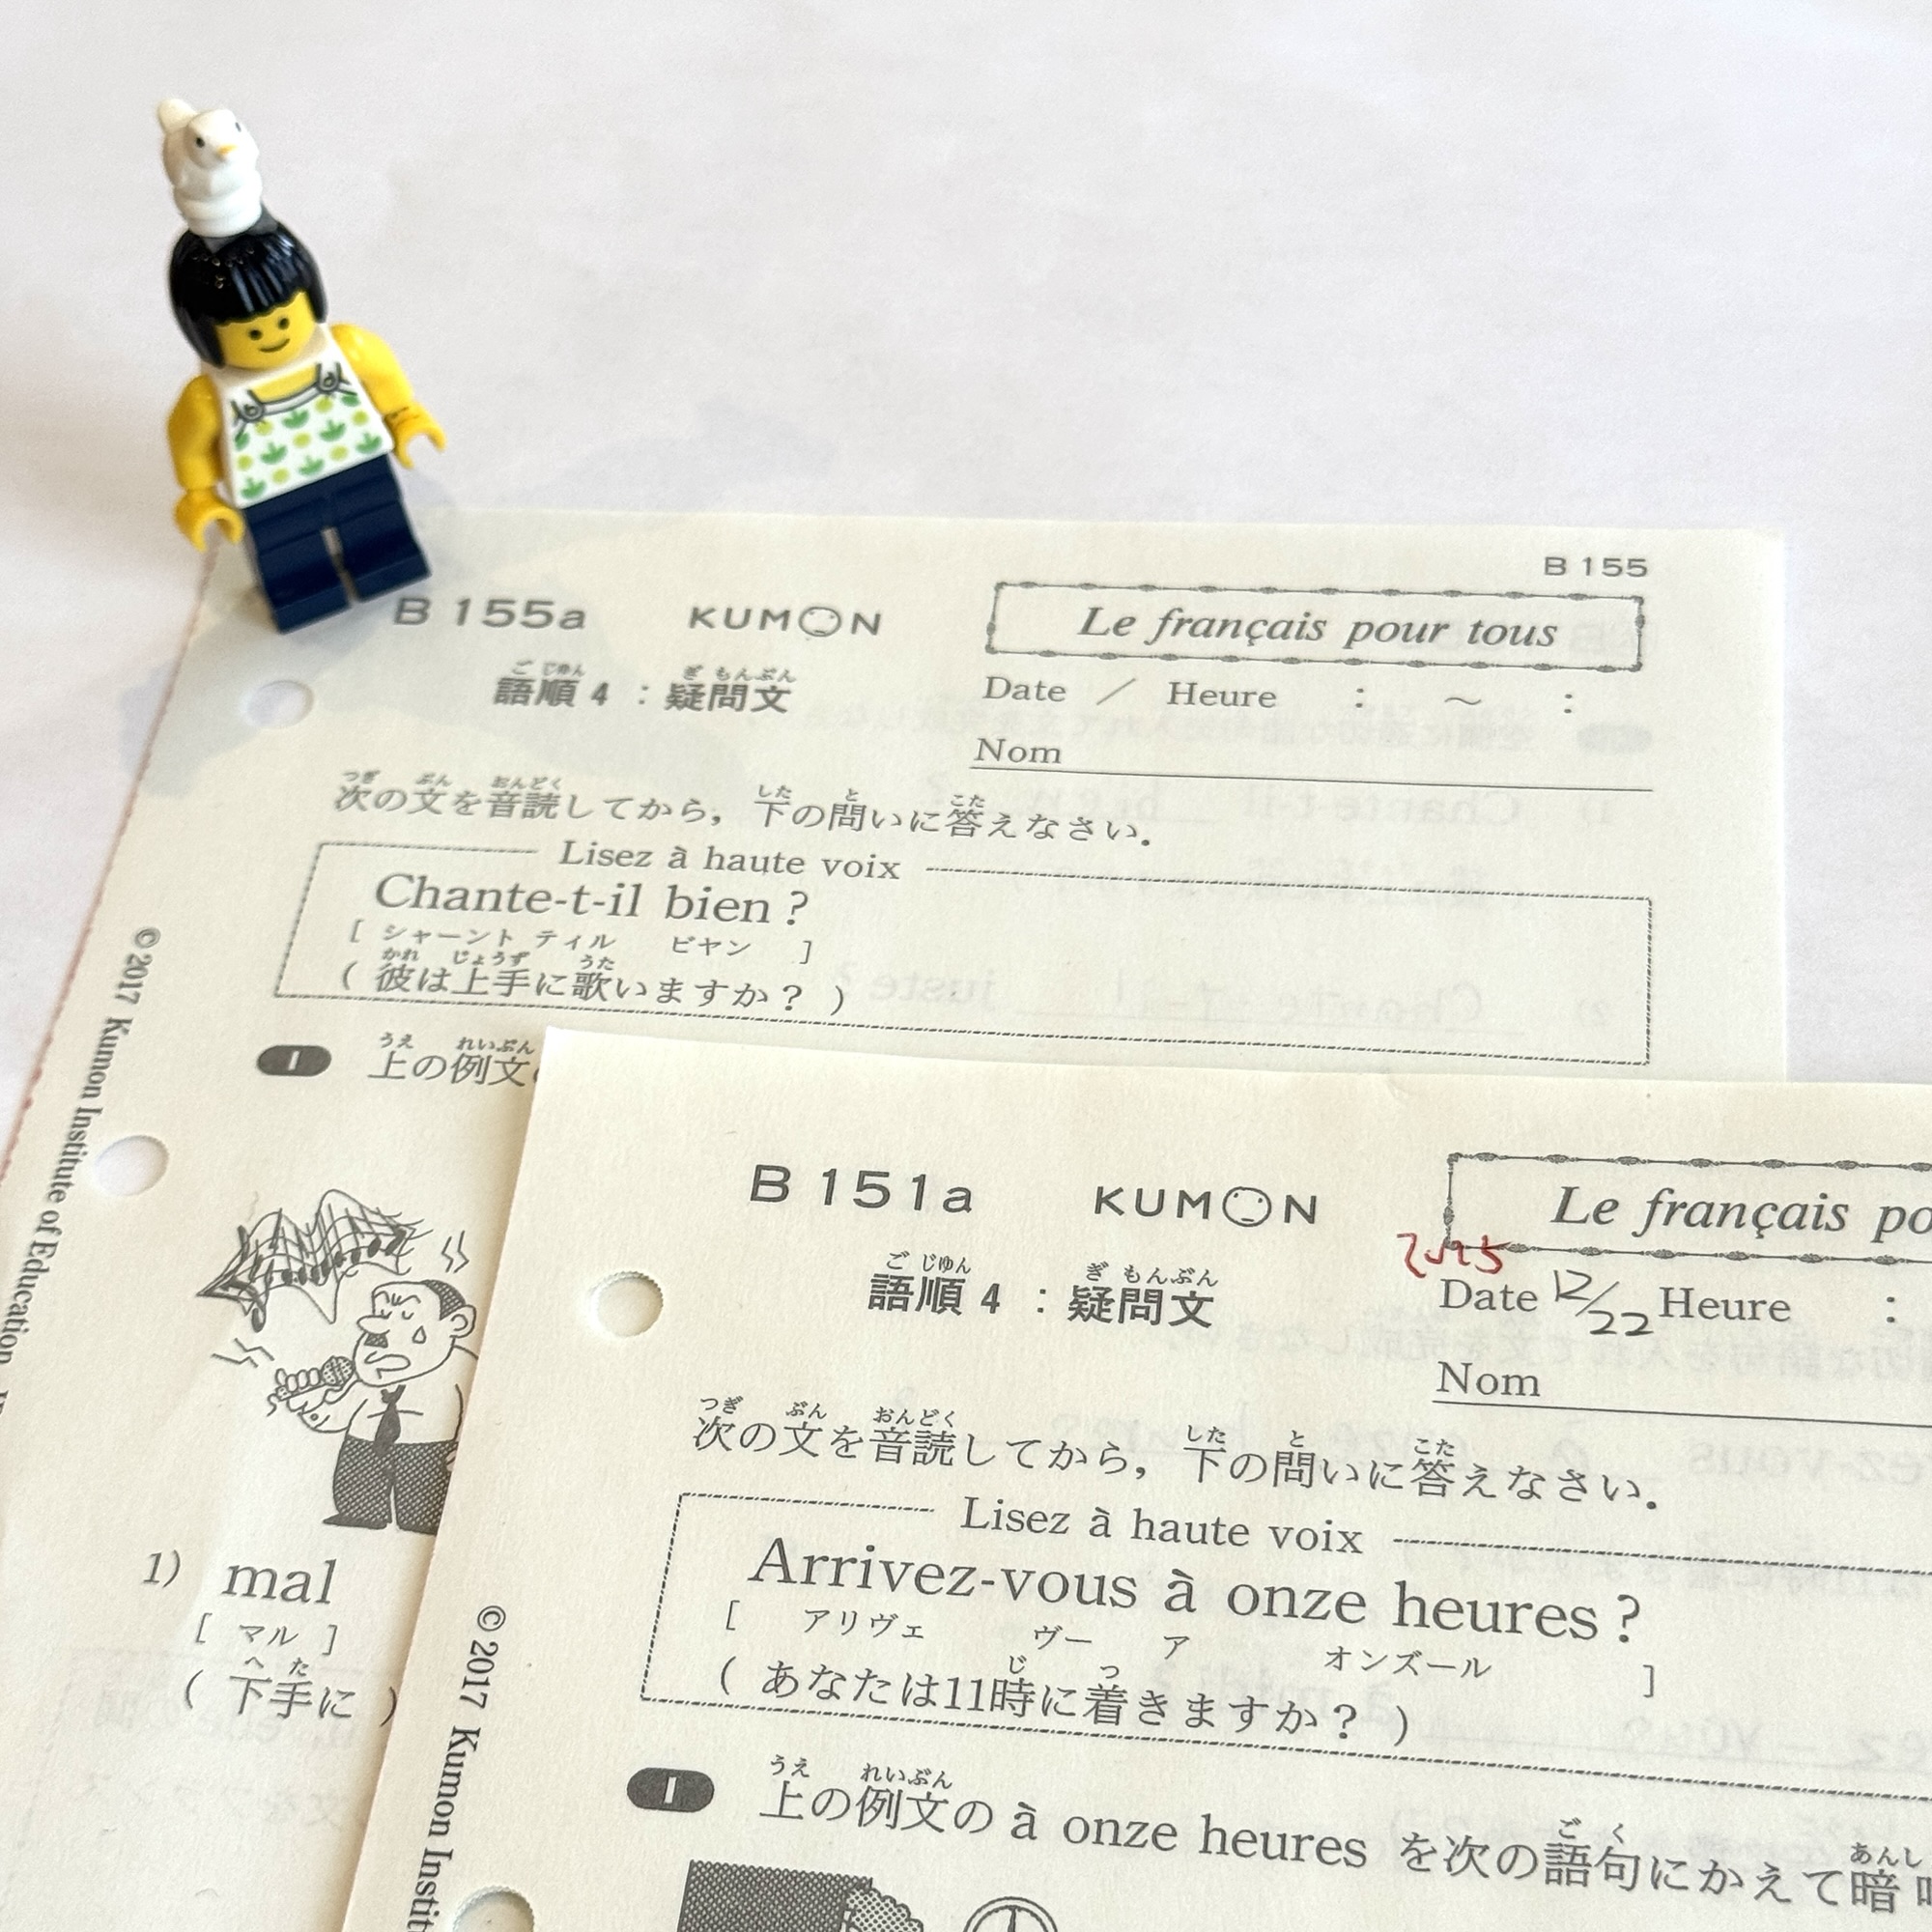 B 155
B 155a KUMON Le français pour tous
語順 4 : 疑問文
ご じゅん ぎ もんぶん
Date / Heure : ～ :
Nom
つぎ ぶん おんどく した と こた
次の文を音読してから，下の問いに答えなさい．
Lisez à haute voix
Chante-t-il bien ?
[ シャーント ティル ビヤン ]
かれ じょうず うた
( 彼は上手に歌いますか？ )
うえ れいぶん
1 上の例文
1) mal
[ マル ]
へ た
( 下手に )
©2017 Kumon Institute of Education
B 151a KUMON Le français po
ご じゅん ぎ もんぶん
語順 4 : 疑問文
2025
Date 12/22 Heure :
Nom
つぎ ぶん おんどく した と こた
次の文を音読してから，下の問いに答えなさい．
Lisez à haute voix
Arrivez-vous à onze heures ?
[ アリヴェ ヴー ア オンズール ]
じ つ
( あなたは11時に着きますか？ )
うえ れいぶん ご く あんし
1 上の例文の à onze heures を次の語句にかえて暗
©2017 Kumon Instit